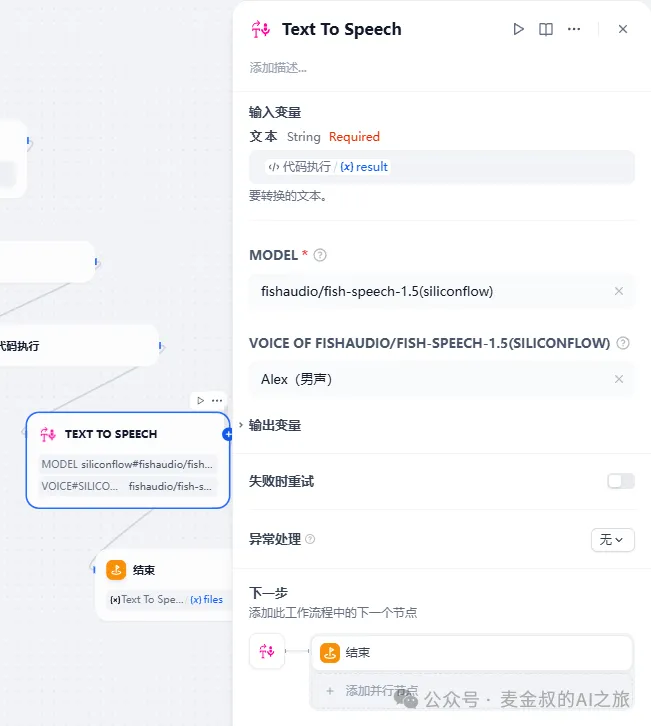 Text To Speech
添加描述...
输入变量
文本 String Required
代码执行 / {x} result
要转换的文本。
MODEL *
fishaudio/fish-speech-1.5(siliconflow)
VOICE OF FISHAUDIO/FISH-SPEECH-1.5(SILICONFLOW)
Alex（男声）
输出变量
失败时重试
异常处理
无
下一步
添加此工作流程中的下一个节点
结束
+ 添加并行节点
代码执行
TEXT TO SPEECH
MODEL siliconflow#fishaudio/fish...
VOICE#SILICO... fishaudio/fish-s...
结束
{x}Text To Spe... / {x} files
公众号 · 麦金叔的AI之旅